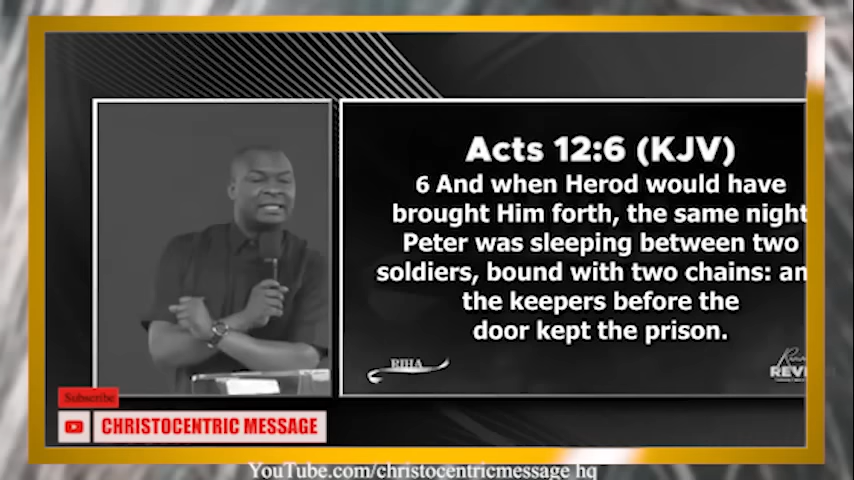 Acts 12:6 (KJV)
6 And when Herod would have
brought Him forth, the same night
Peter was sleeping between two
soldiers, bound with two chains: an
the keepers before the
door kept the prison.
RIHA
REV
Subscribe
CHRISTOCENTRIC MESSAGE
YouTube.com/christocentricmessage hq